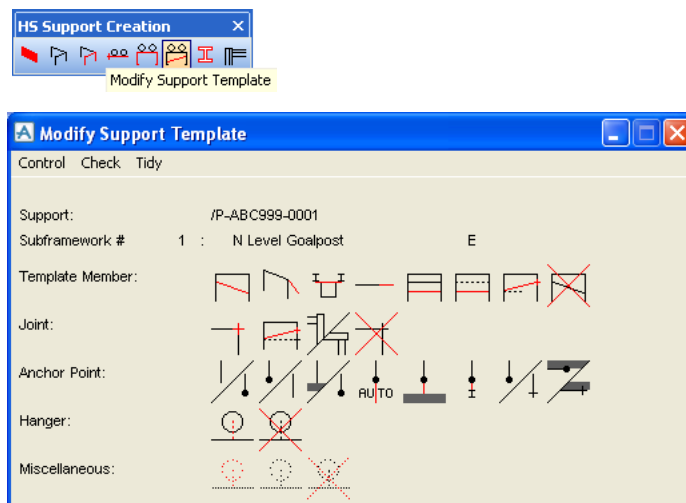 HS Support Creation
Modify Support Template
Modify Support Template
Control Check Tidy
Support: /P-ABC999-0001
Subframework # 1 : N Level Goalpost E
Template Member:
Joint:
Anchor Point:
AUTO
Hanger:
Miscellaneous: